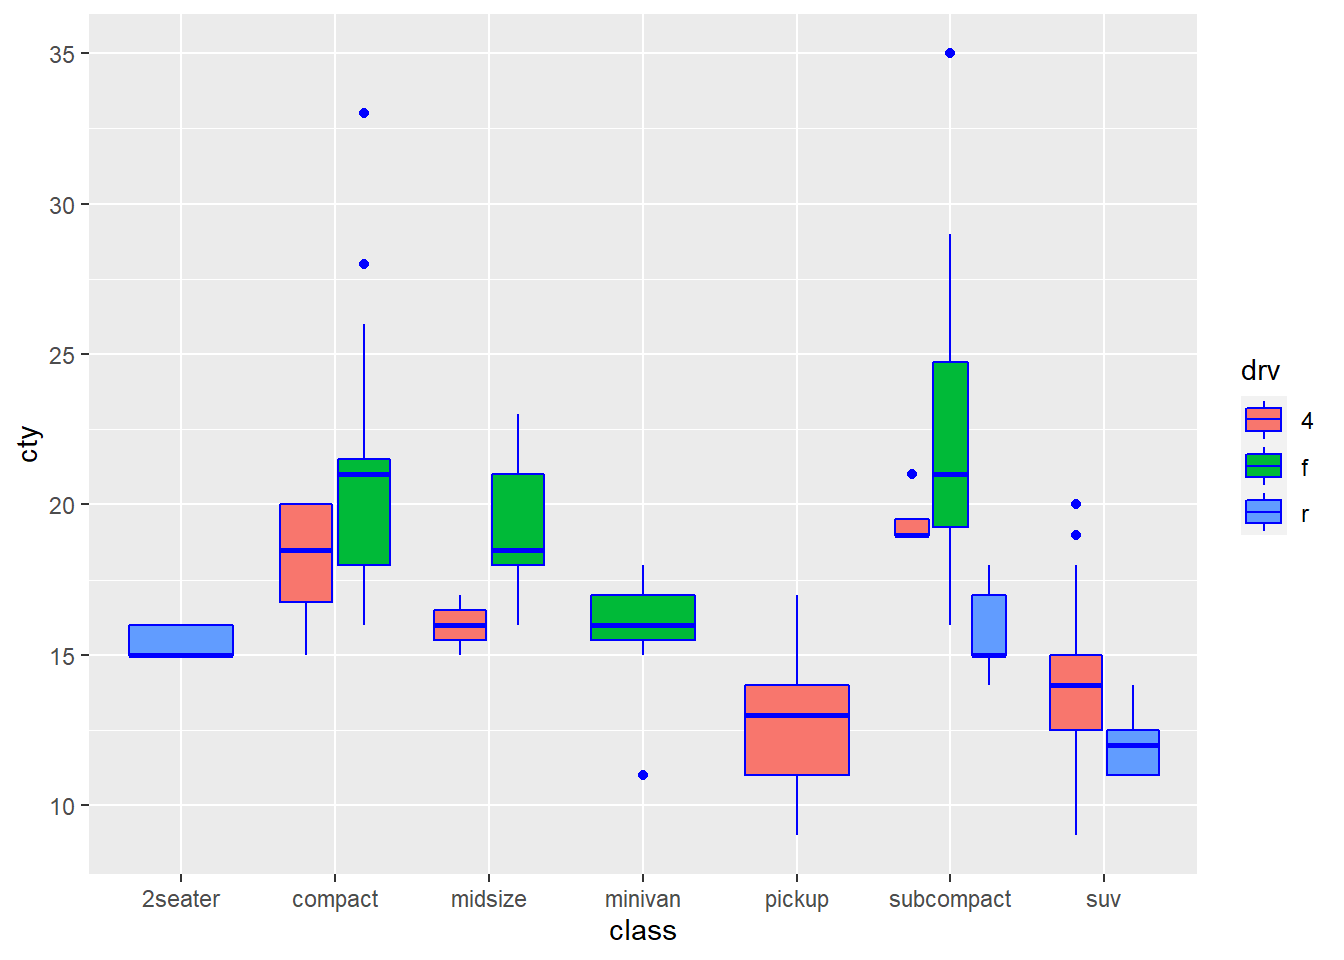 35
30
25
20
15
10
cty
2seater compact midsize minivan pickup subcompact suv
class
drv
4
f
r